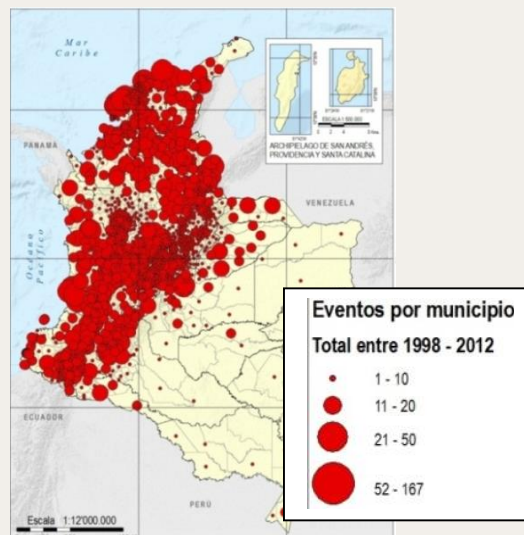 Mar
Caribe
ARCHIPIELAGO DE SAN ANDRÉS,
PROVIDENCIA Y SANTA CATALINA
PANAMA
VENEZUELA
Océano
Pacífico
ECUADOR
PERÚ
Escala 1:12'000.000
Eventos por municipio
Total entre 1998 - 2012
1 - 10
11 - 20
21 - 50
52 - 167